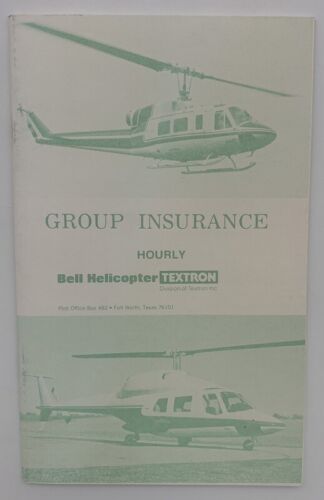 GROUP INSURANCE
HOURLY
Bell Helicopter TEXTRON
Division of Textron Inc.
Post Office Box 482 • Fort Worth, Texas 76101